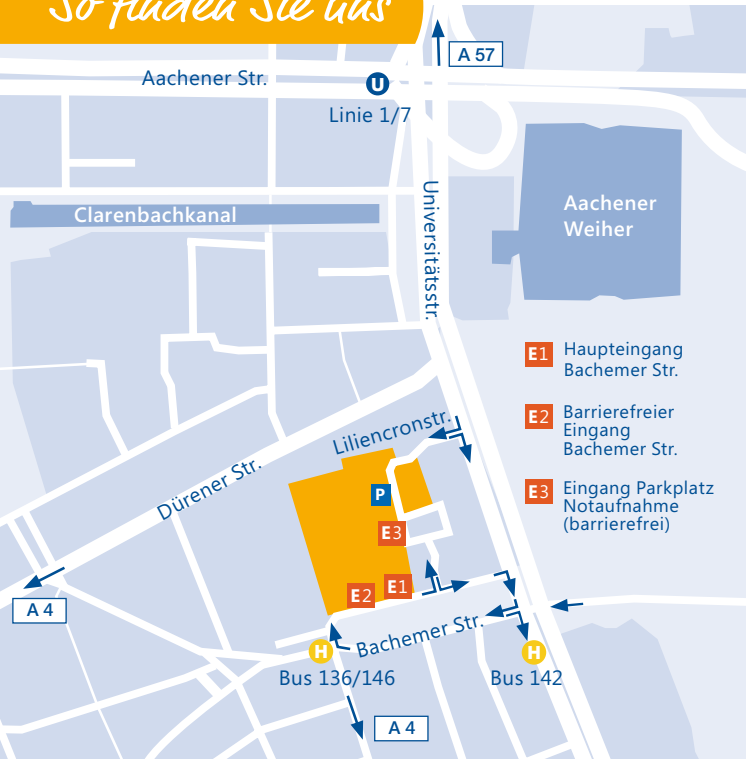 So finden Sie uns
A 57
Aachener Str.
U
Linie 1/7
Universitätsstr.
Clarenbachkanal
Aachener
Weiher
E1 Haupteingang
Bachemer Str.
E2 Barrierefreier
Eingang
Bachemer Str.
E3 Eingang Parkplatz
Notaufnahme
(barrierefrei)
Liliencronstr.
Dürener Str.
P
E3
E1
E2
A 4
Bachemer Str.
H
Bus 136/146
H
Bus 142
A 4